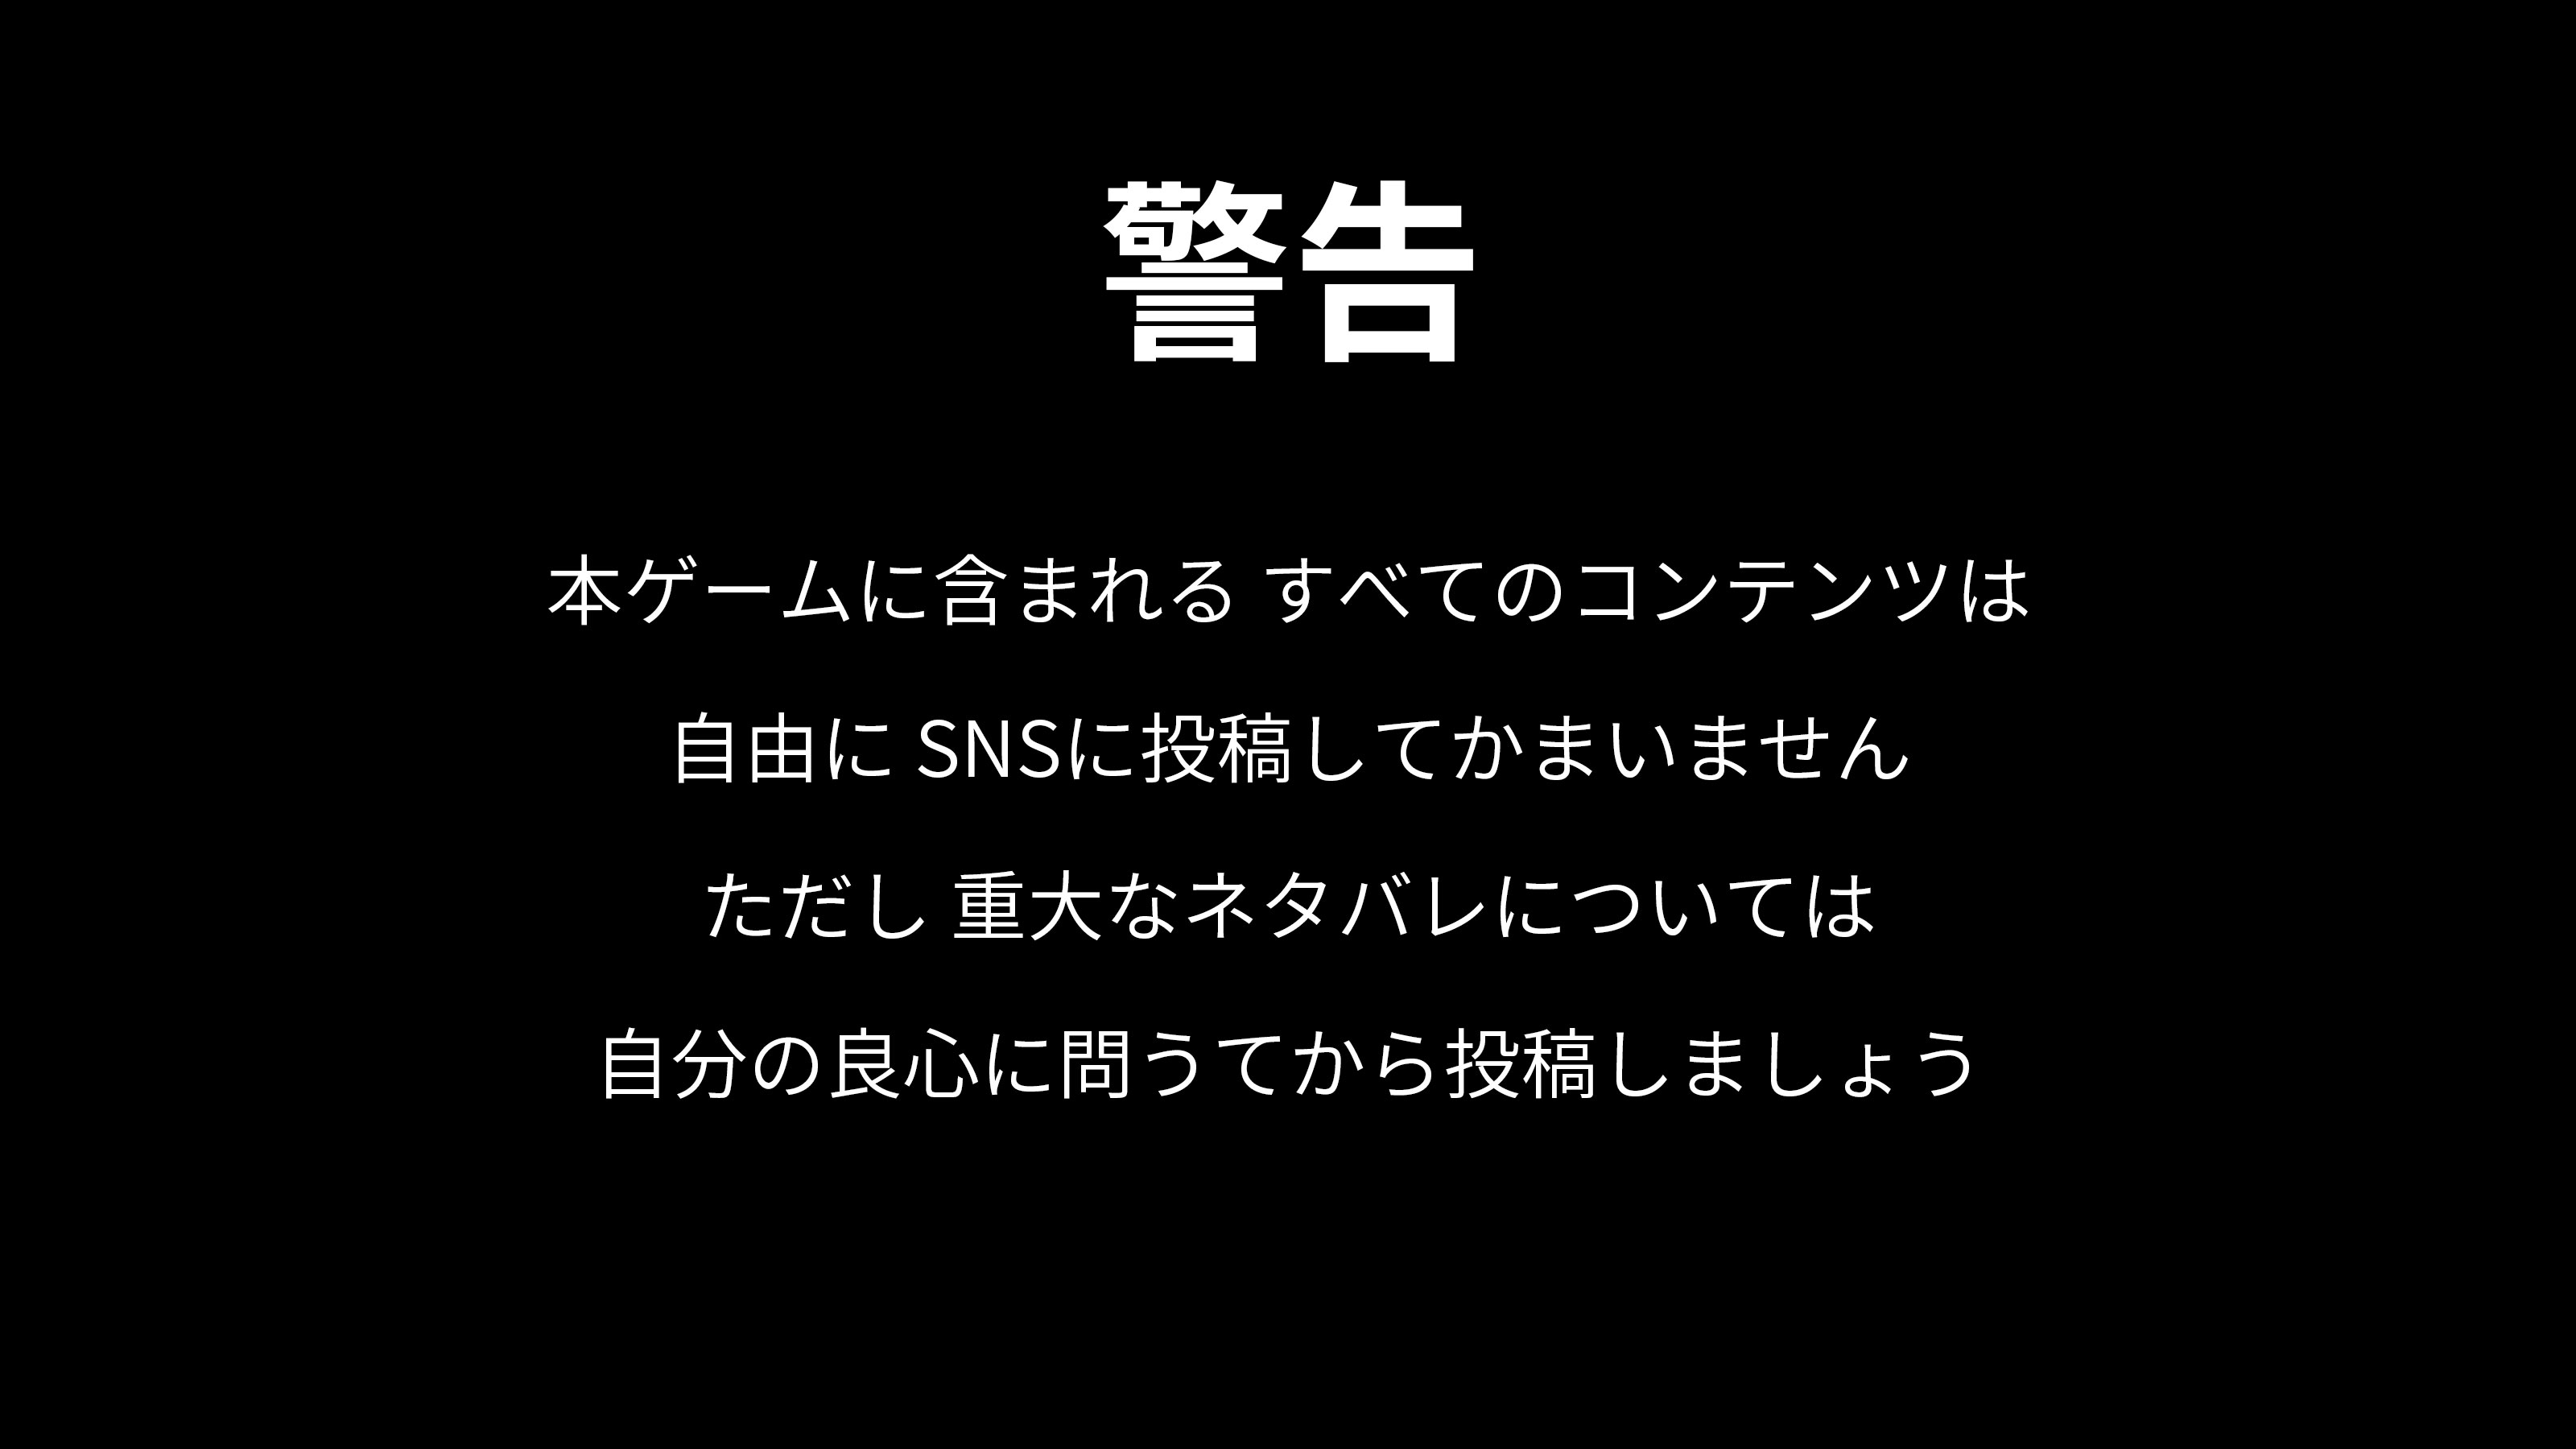 警告
本ゲームに含まれる すべてのコンテンツは
自由に SNSに投稿してかまいません
ただし 重大なネタバレについては
自分の良心に問うてから投稿しましょう